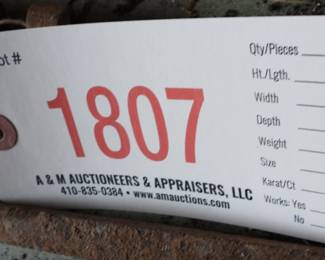 ot #
1807
A & M AUCTIONEERS & APPRAISERS, LLC
410-835-0384 • www.amauctions.com
Qty/Pieces
Ht./Lgth.
Width
Depth
Weight
Size
Karat/Ct
Works: Yes
No